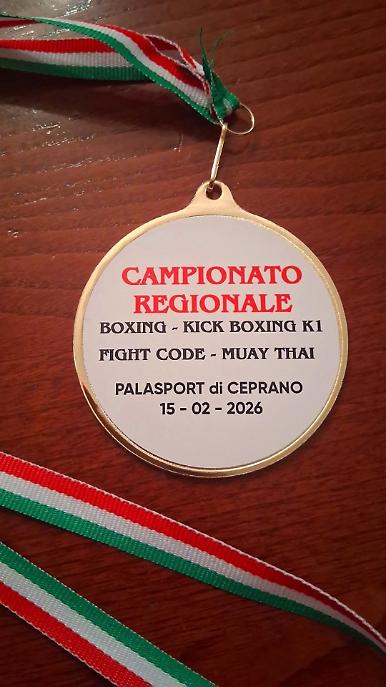 CAMPIONATO
REGIONALE
BOXING - KICK BOXING K1
FIGHT CODE - MUAY THAI
PALASPORT di CEPRANO
15 - 02 - 2026